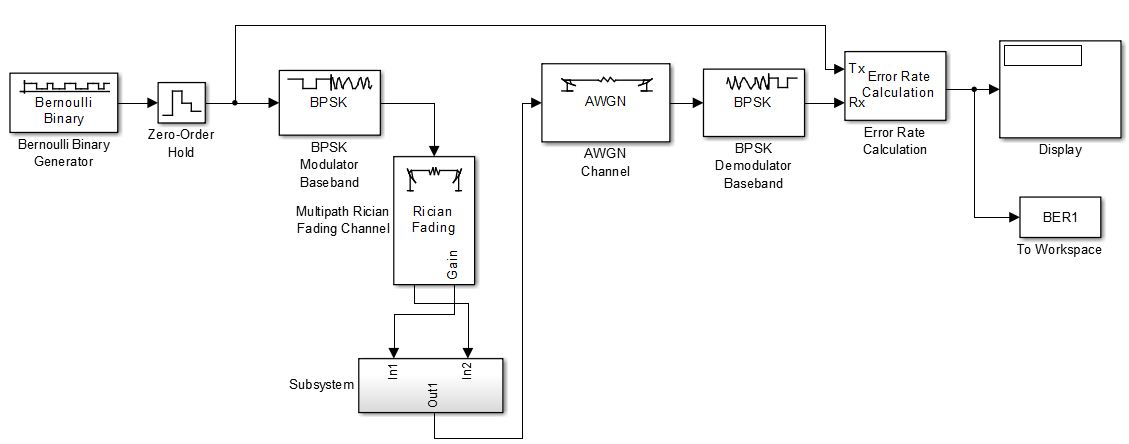 Bernoulli
Binary
Bernoulli Binary
Generator
Zero-Order
Hold
BPSK
BPSK
Modulator
Baseband
Multipath Rician
Fading Channel
Rician
Fading
Gain
Subsystem
In1
In2
Out1
AWGN
AWGN
Channel
BPSK
BPSK
Demodulator
Baseband
Tx
Rx
Error Rate
Calculation
Error Rate
Calculation
Display
BER1
To Workspace